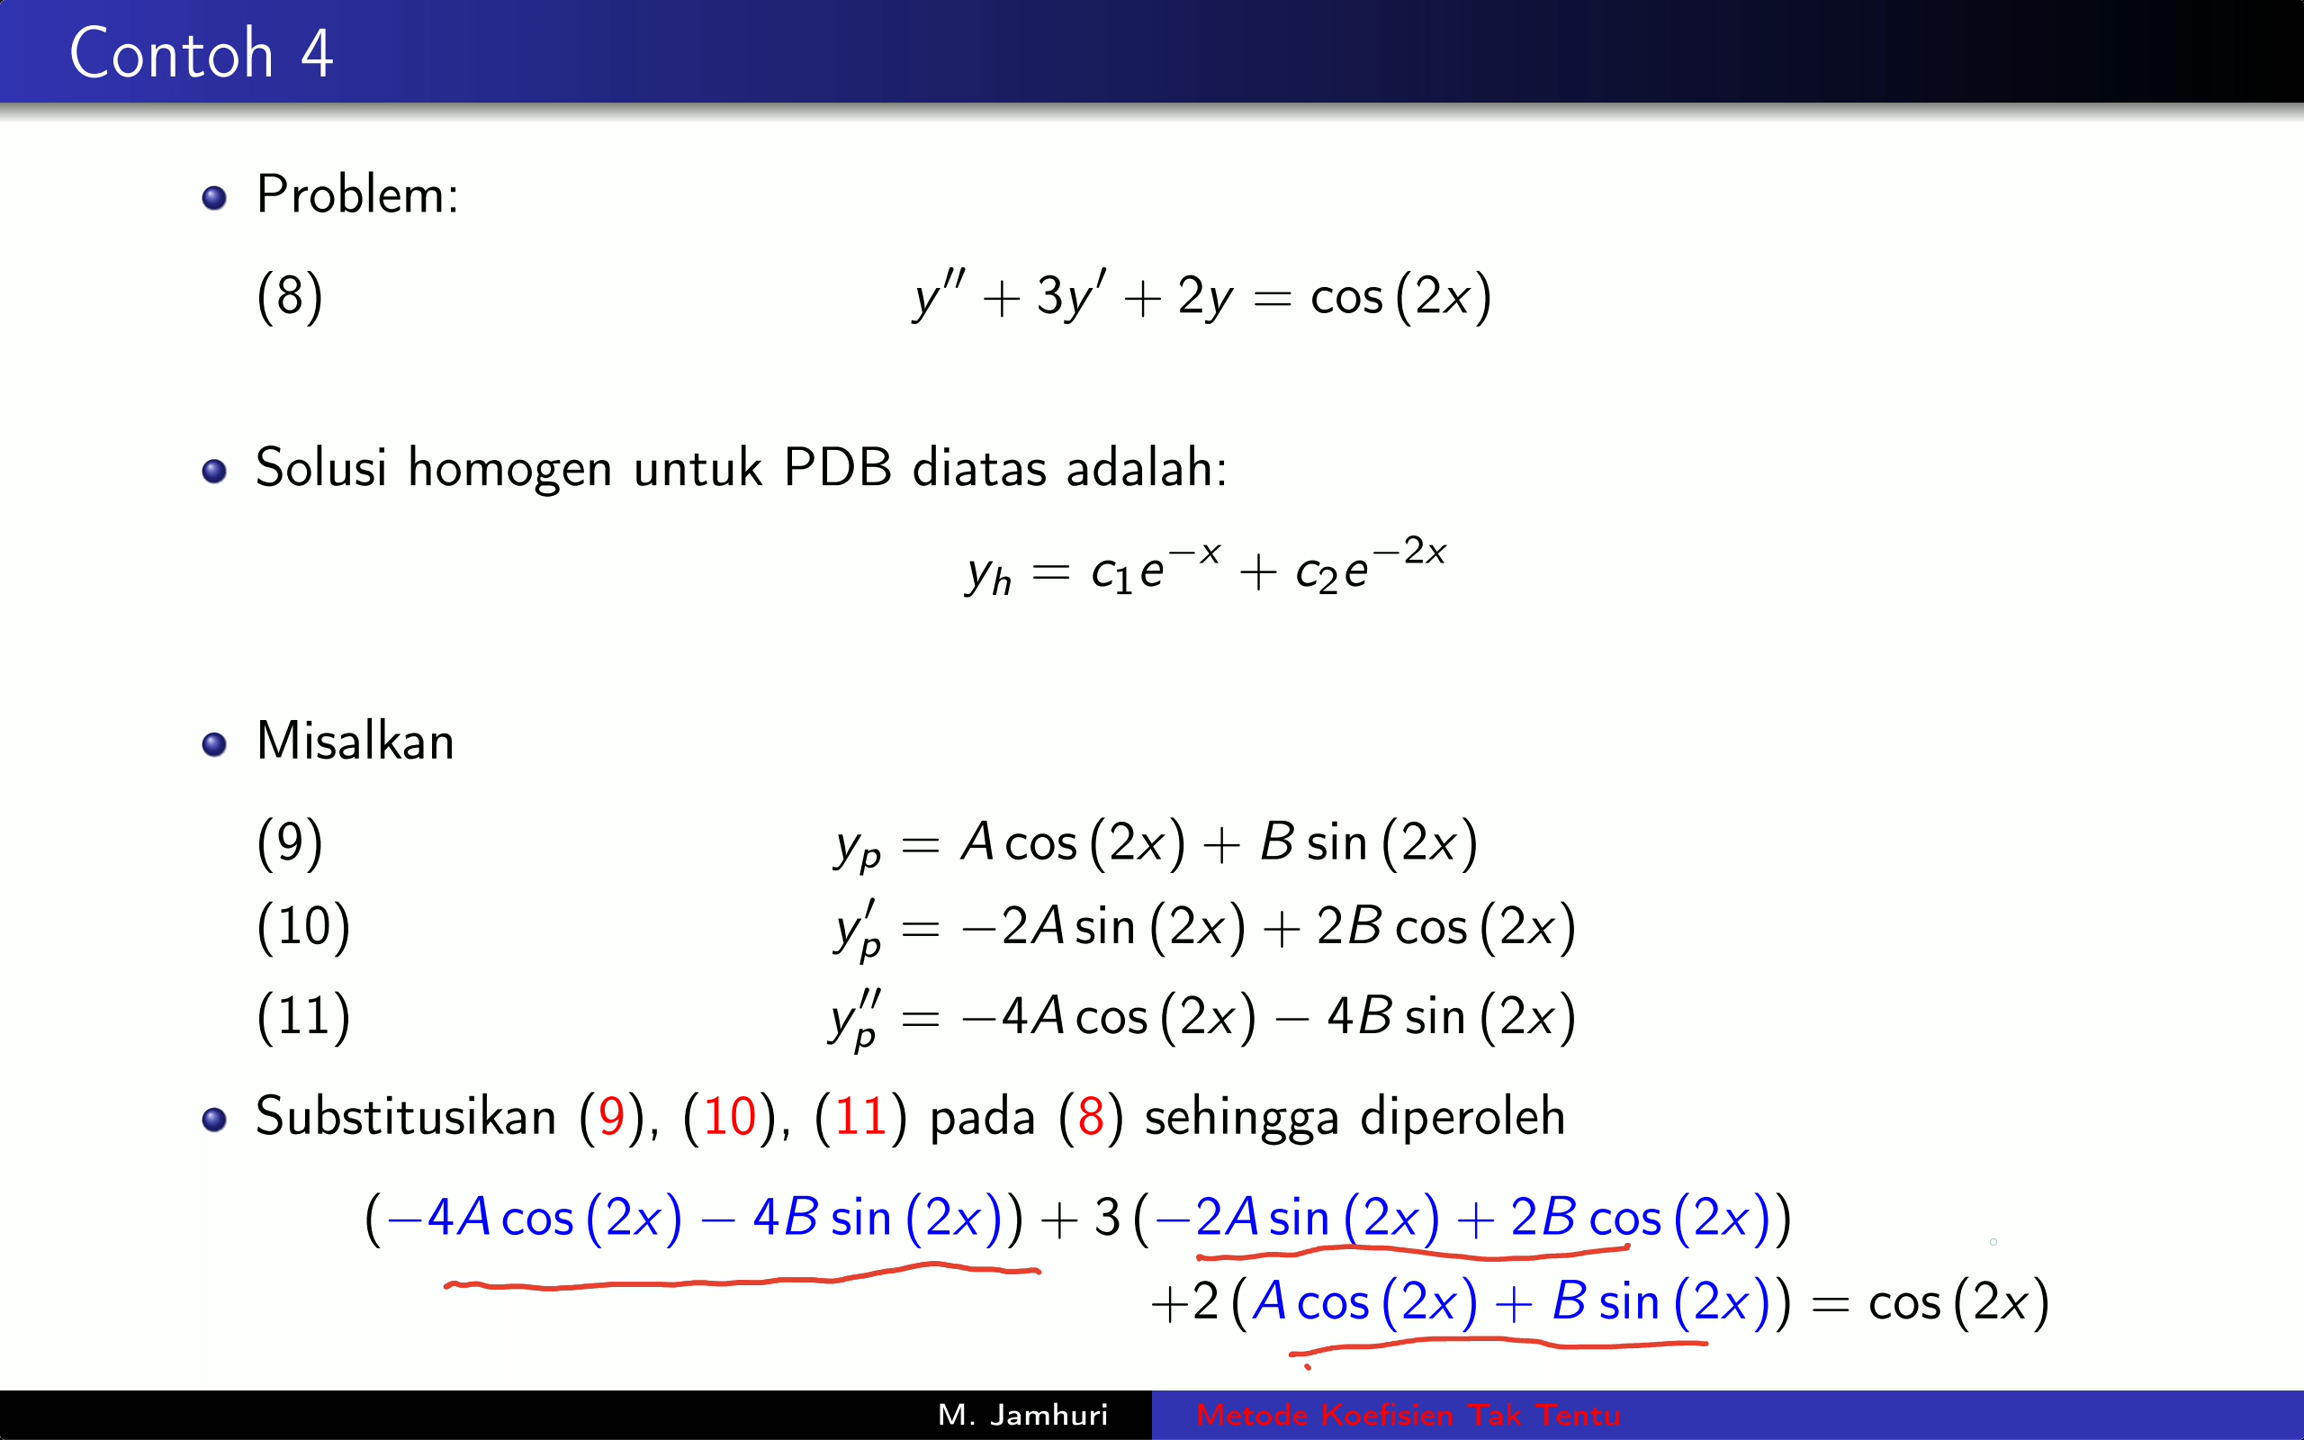 Contoh 4
Problem:
(8) y′′ + 3y′ + 2y = cos (2x)
Solusi homogen untuk PDB diatas adalah:
y_h = c₁e^{−x} + c₂e^{−2x}
Misalkan
(9) y_p = A cos (2x) + B sin (2x)
(10) y′_p = −2A sin (2x) + 2B cos (2x)
(11) y′′_p = −4A cos (2x) − 4B sin (2x)
Substitusikan (9), (10), (11) pada (8) sehingga diperoleh
(−4A cos (2x) − 4B sin (2x)) + 3 (−2A sin (2x) + 2B cos (2x))
+2 (A cos (2x) + B sin (2x)) = cos (2x)
M. Jamhuri Metode Koefisien Tak Tentu